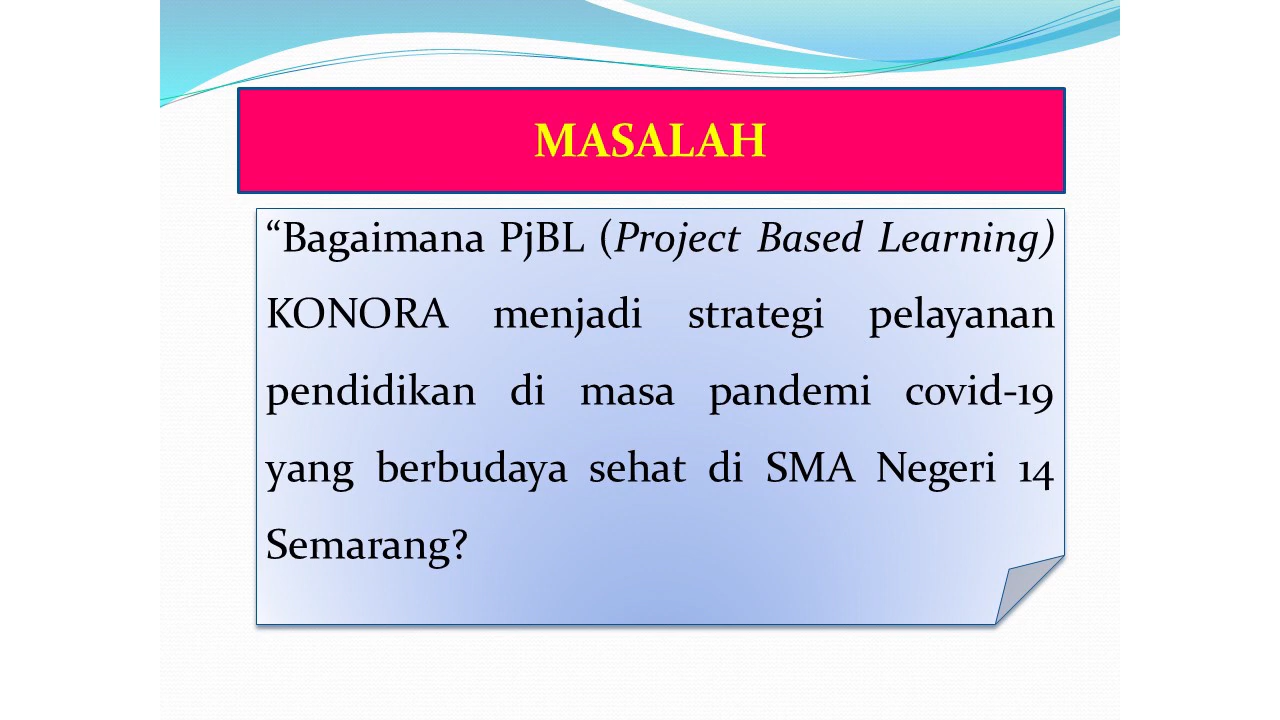 MASALAH
“Bagaimana PjBL (Project Based Learning)
KONORA menjadi strategi pelayanan
pendidikan di masa pandemi covid-19
yang berbudaya sehat di SMA Negeri 14
Semarang?